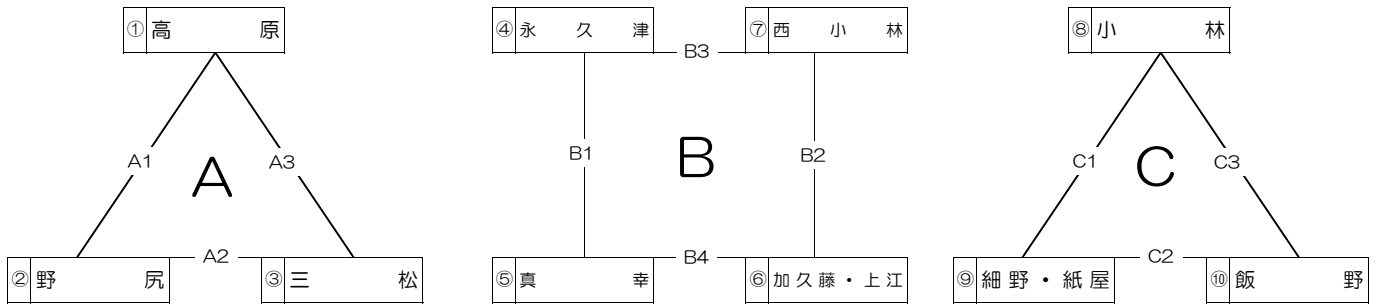 ① 高原
④ 永久津
⑦ 西小林
⑧ 小林
B3
A1
A3
A
B1
B
B2
C1
C3
C
A2
B4
C2
② 野尻
③ 三松
⑤ 真幸
⑥ 加久藤・上江
⑨ 細野・紙屋
⑩ 飯野